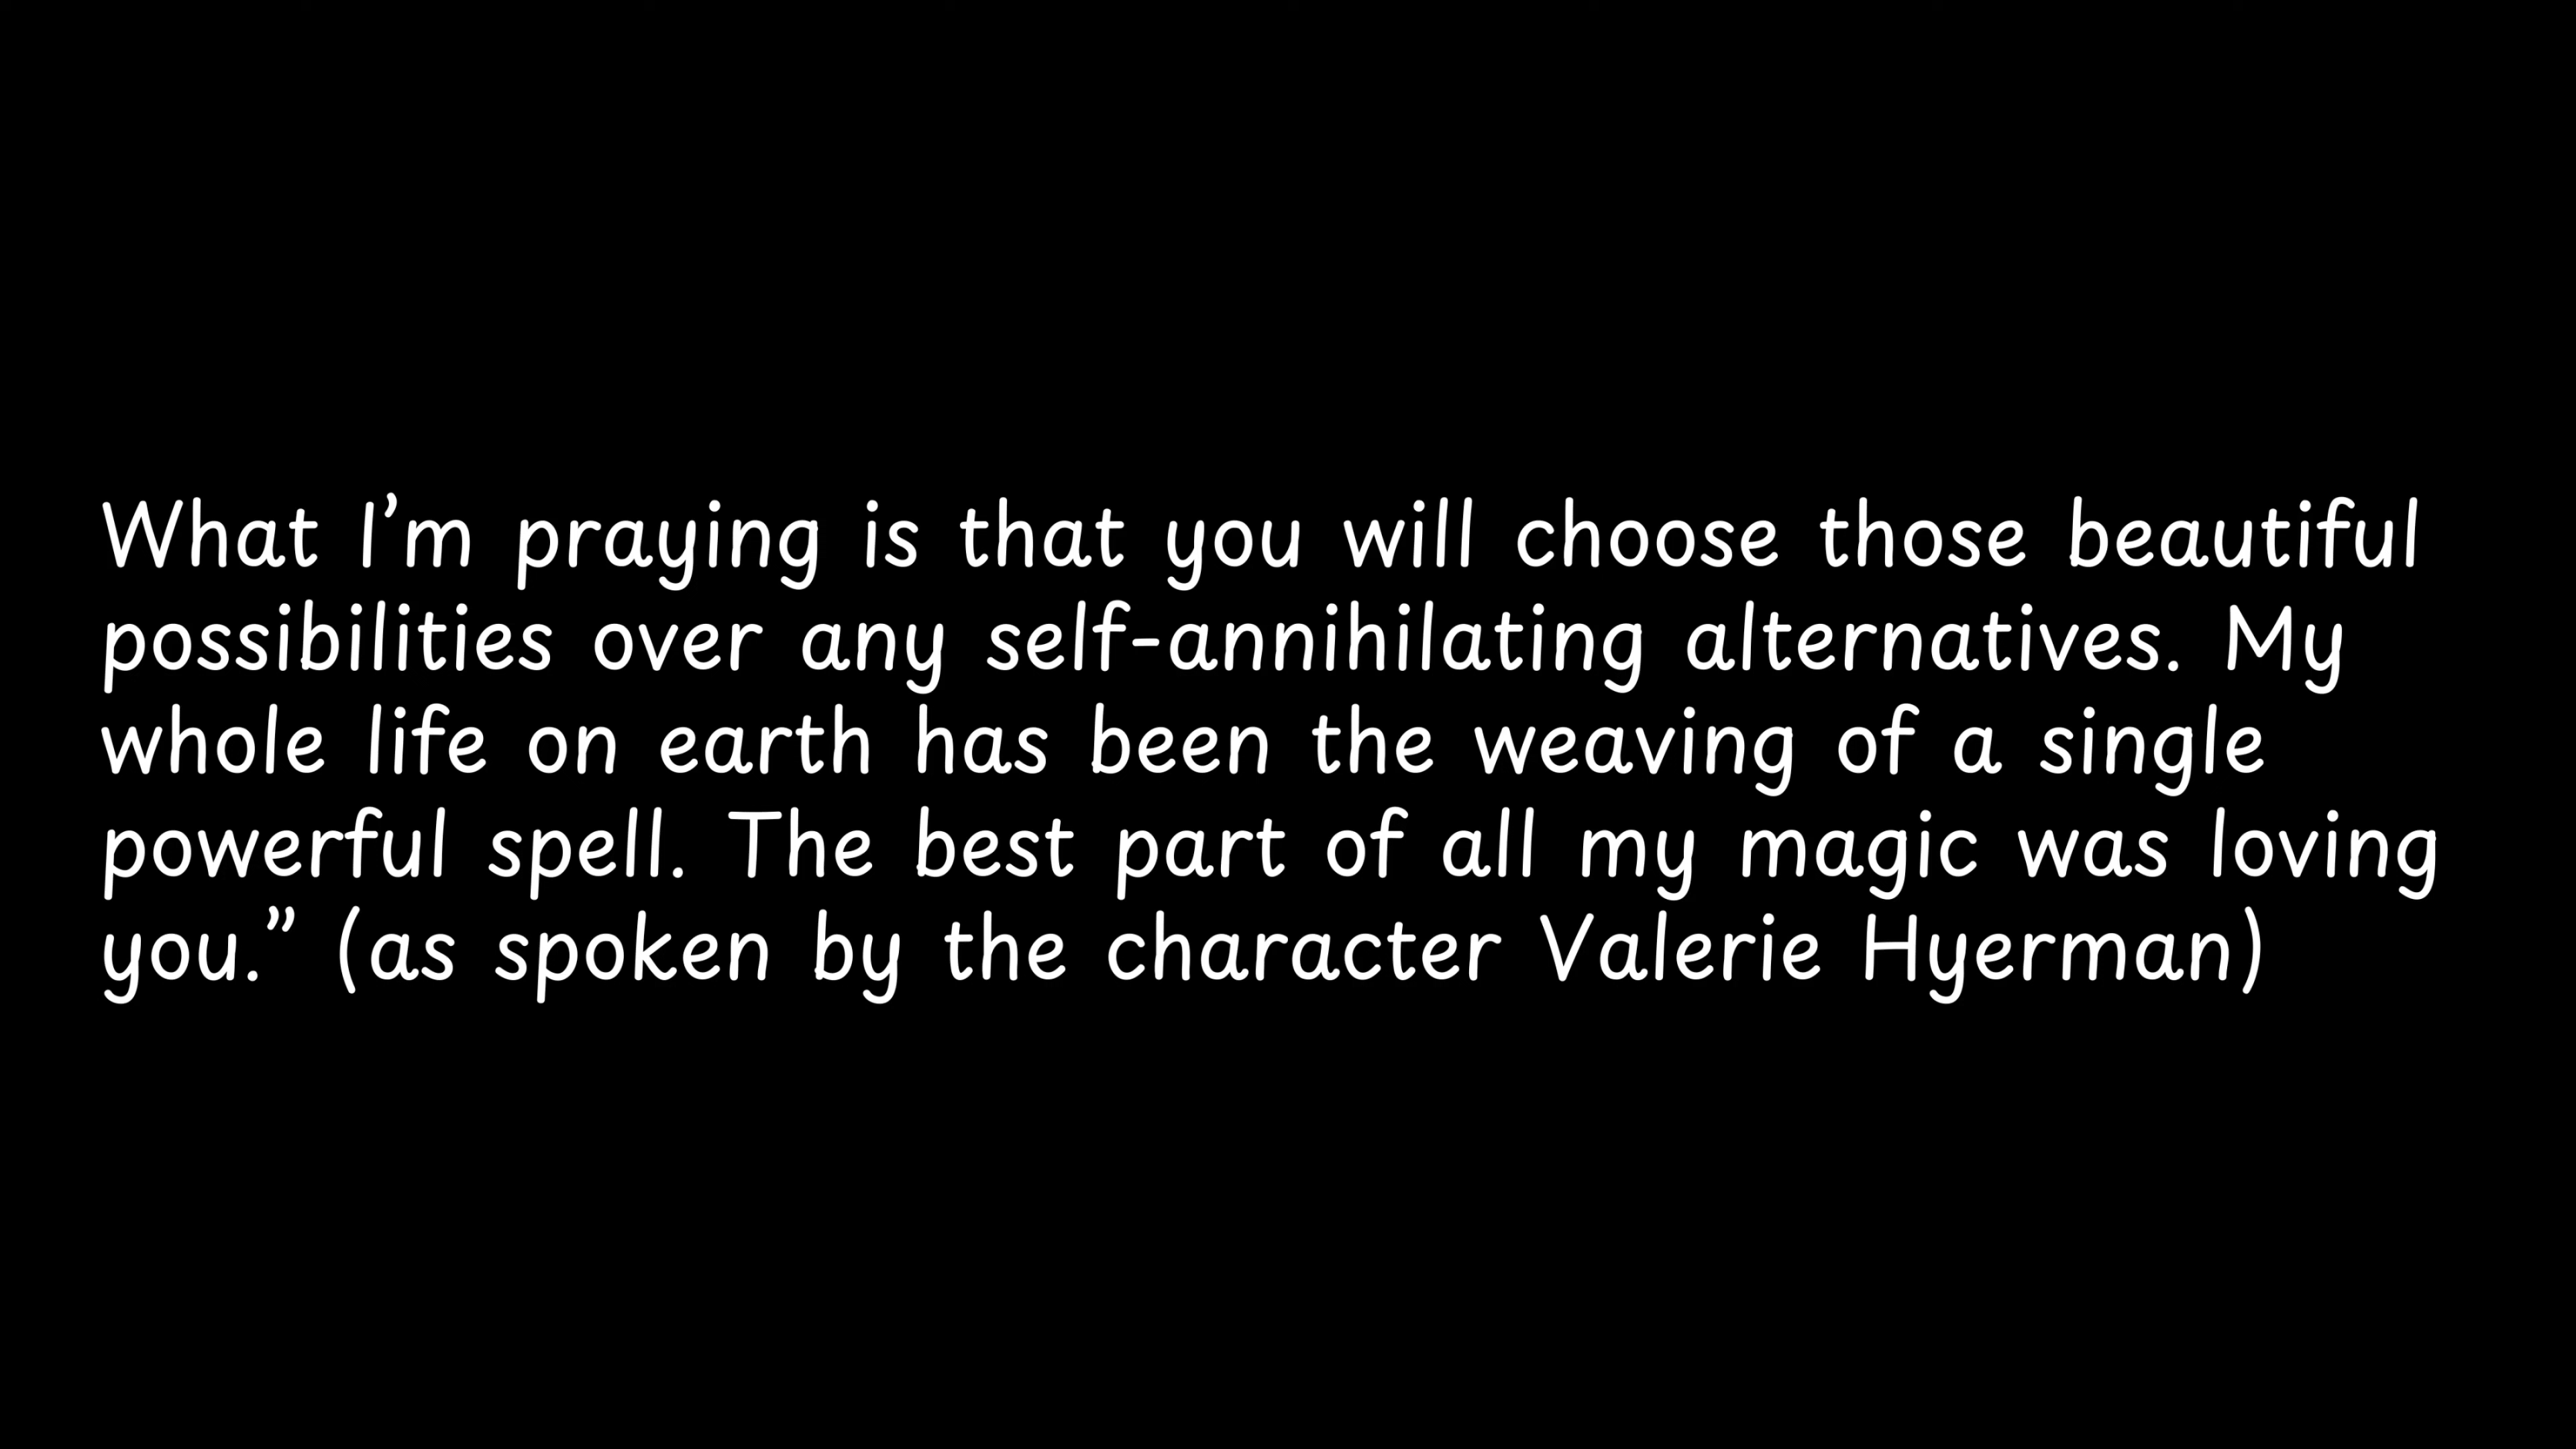 What I’m praying is that you will choose those beautiful
possibilities over any self-annihilating alternatives. My
whole life on earth has been the weaving of a single
powerful spell. The best part of all my magic was loving
you.” (as spoken by the character Valerie Hyerman)